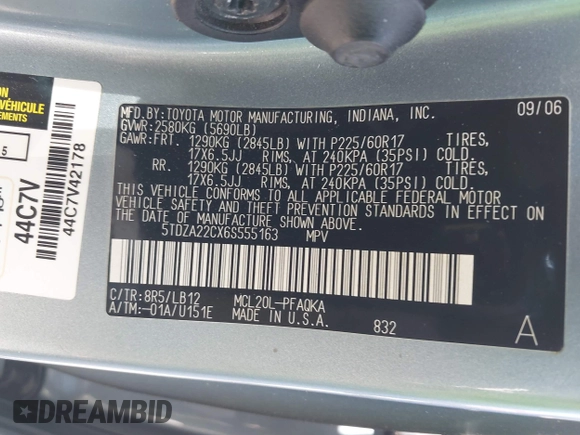 MFD.BY:TOYOTA MOTOR MANUFACTURING, INDIANA, INC. 09/06
GVWR:2580KG (5690LB)
GAWR:FRT. 1290KG (2845LB) WITH P225/60R17 TIRES,
17X6.5JJ RIMS, AT 240KPA (35PSI) COLD.
RR. 1290KG (2845LB) WITH P225/60R17 TIRES,
17X6.5JJ RIMS, AT 240KPA (35PSI) COLD.
THIS VEHICLE CONFORMS TO ALL APPLICABLE FEDERAL MOTOR
VEHICLE SAFETY AND THEFT PREVENTION STANDARDS IN EFFECT
ON THE DATE OF MANUFACTURE SHOWN ABOVE.
5TDZA22CX6S555163 MPV
C/TR:8R5/LB12 MCL20L-PFAQKA
A/TM:-01A/U151E MADE IN U.S.A. 832
A
VÉHICULE
44C7V
44C7V42178
5
DREAMBID